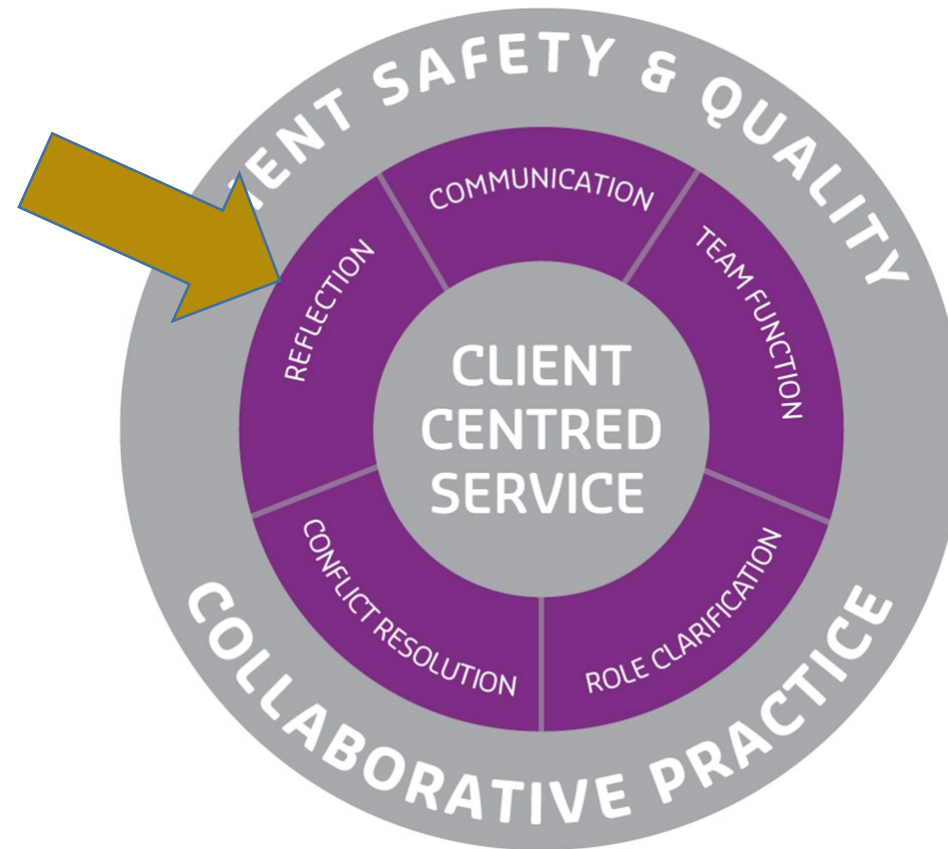 SAFETY & QUALITY
COMMUNICATION
TEAM FUNCTION
ROLE CLARIFICATION
CONFLICT RESOLUTION
REFLECTION
CLIENT
CENTRED
SERVICE
COLLABORATIVE PRACTICE